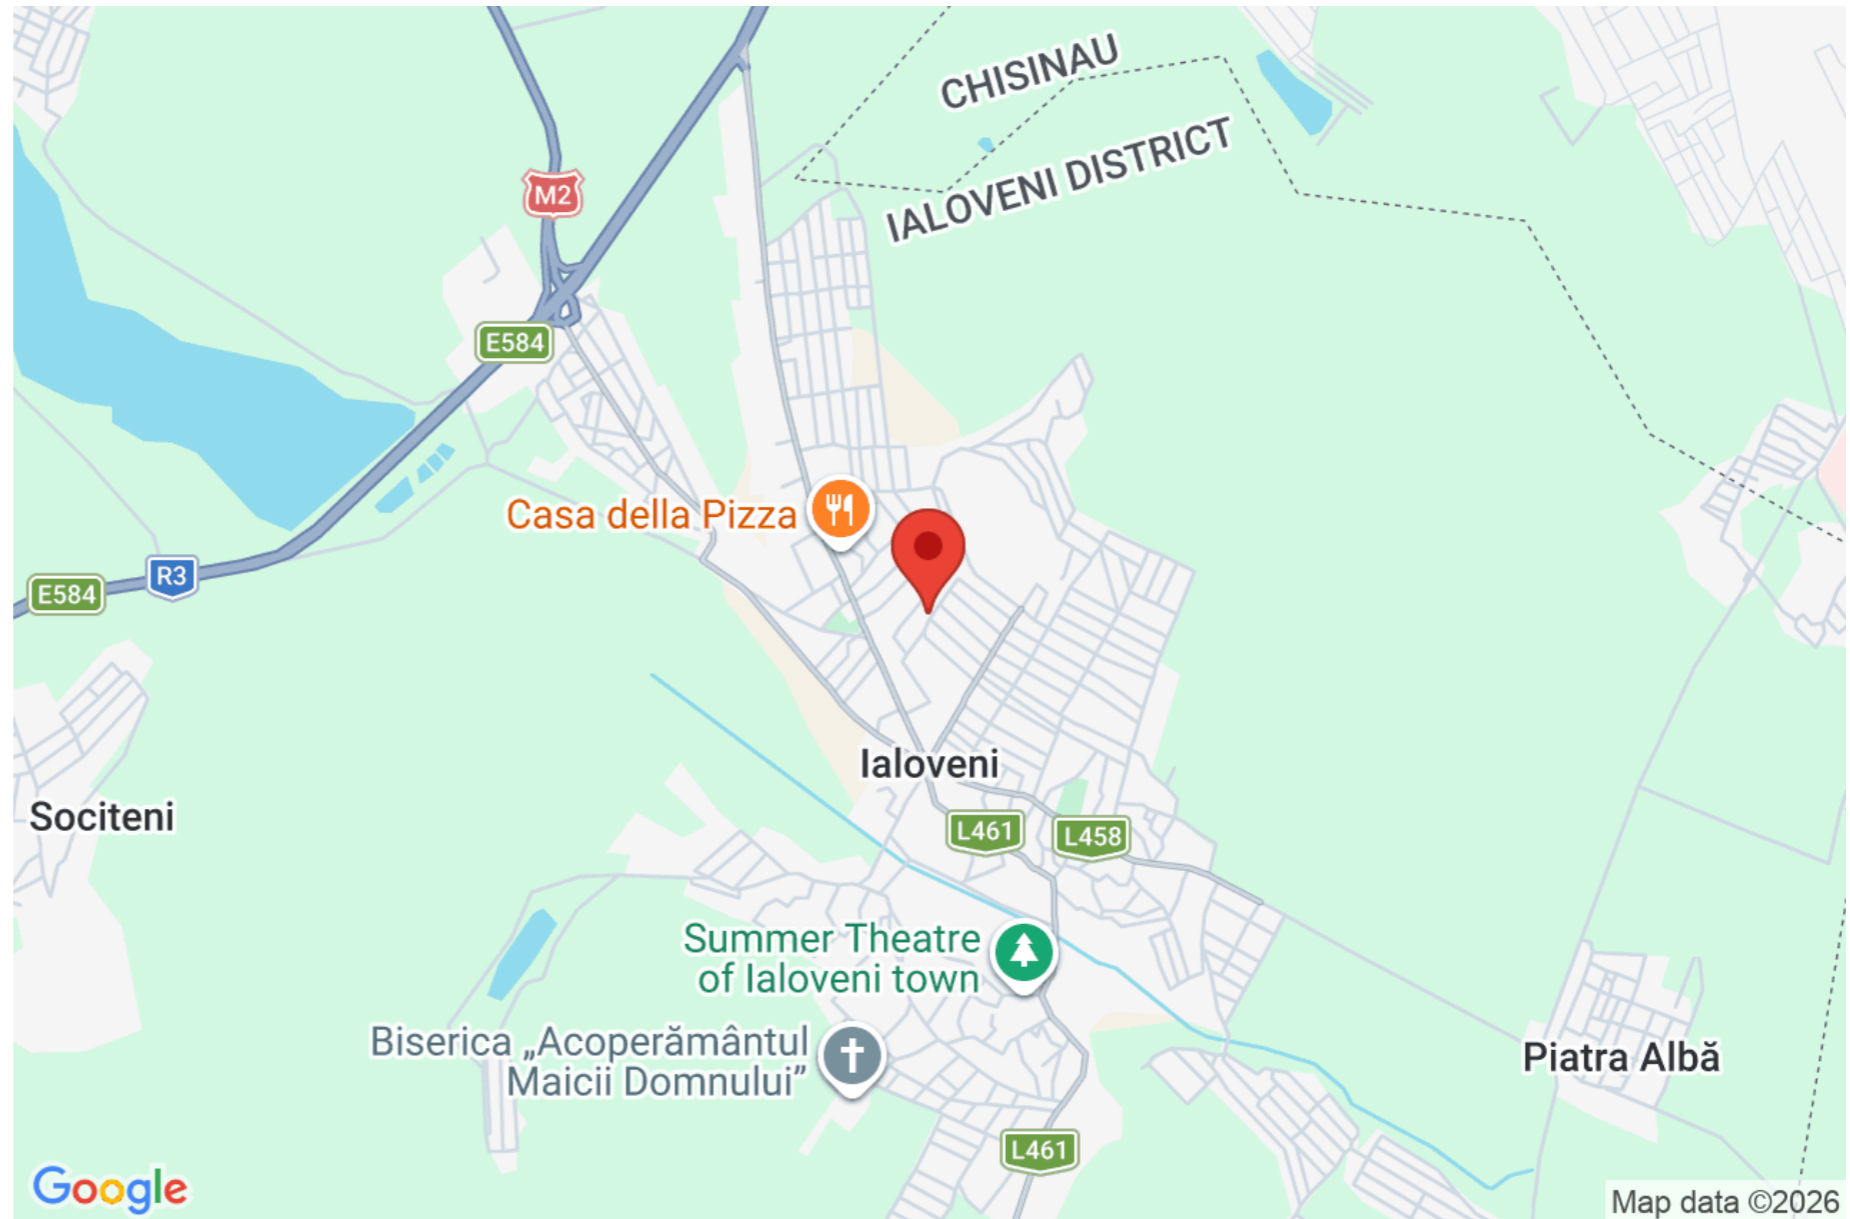 CHISINAU
IALOVENI DISTRICT
M2
E584
Casa della Pizza
R3
E584
Ialoveni
Sociteni
L461
L458
Summer Theatre
of Ialoveni town
Biserica „Acoperământul
Maicii Domnului”
Piatra Albă
L461
Google
Map data ©2026